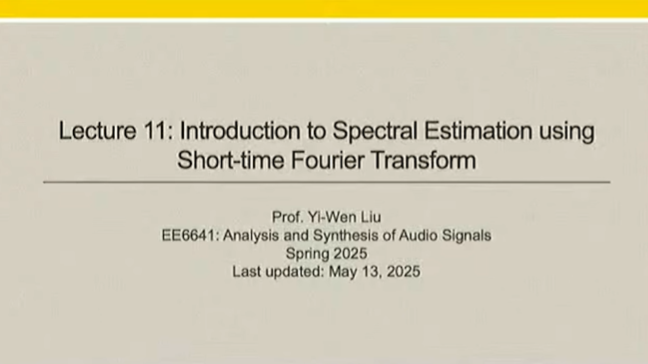 Lecture 11: Introduction to Spectral Estimation using
Short-time Fourier Transform
Prof. Yi-Wen Liu
EE6641: Analysis and Synthesis of Audio Signals
Spring 2025
Last updated: May 13, 2025